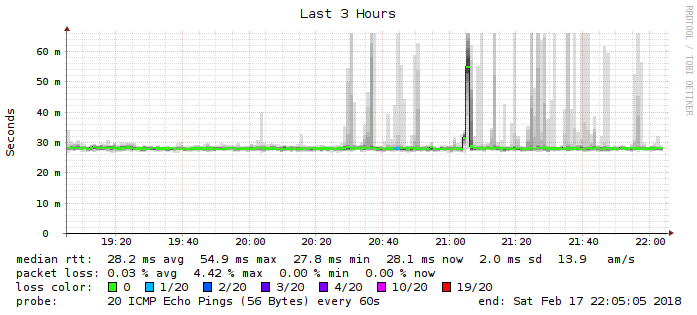 Last 3 Hours
RRDTOOL / TOBI OETIKER
Seconds
60 m
50 m
40 m
30 m
20 m
10 m
0
19:20 19:40 20:00 20:20 20:40 21:00 21:20 21:40 22:00
median rtt: 28.2 ms avg 54.9 ms max 27.8 ms min 28.1 ms now 2.0 ms sd 13.9 am/s
packet loss: 0.03 % avg 4.42 % max 0.00 % min 0.00 % now
loss color: 0 1/20 2/20 3/20 4/20 10/20 19/20
probe: 20 ICMP Echo Pings (56 Bytes) every 60s end: Sat Feb 17 22:05:05 2018